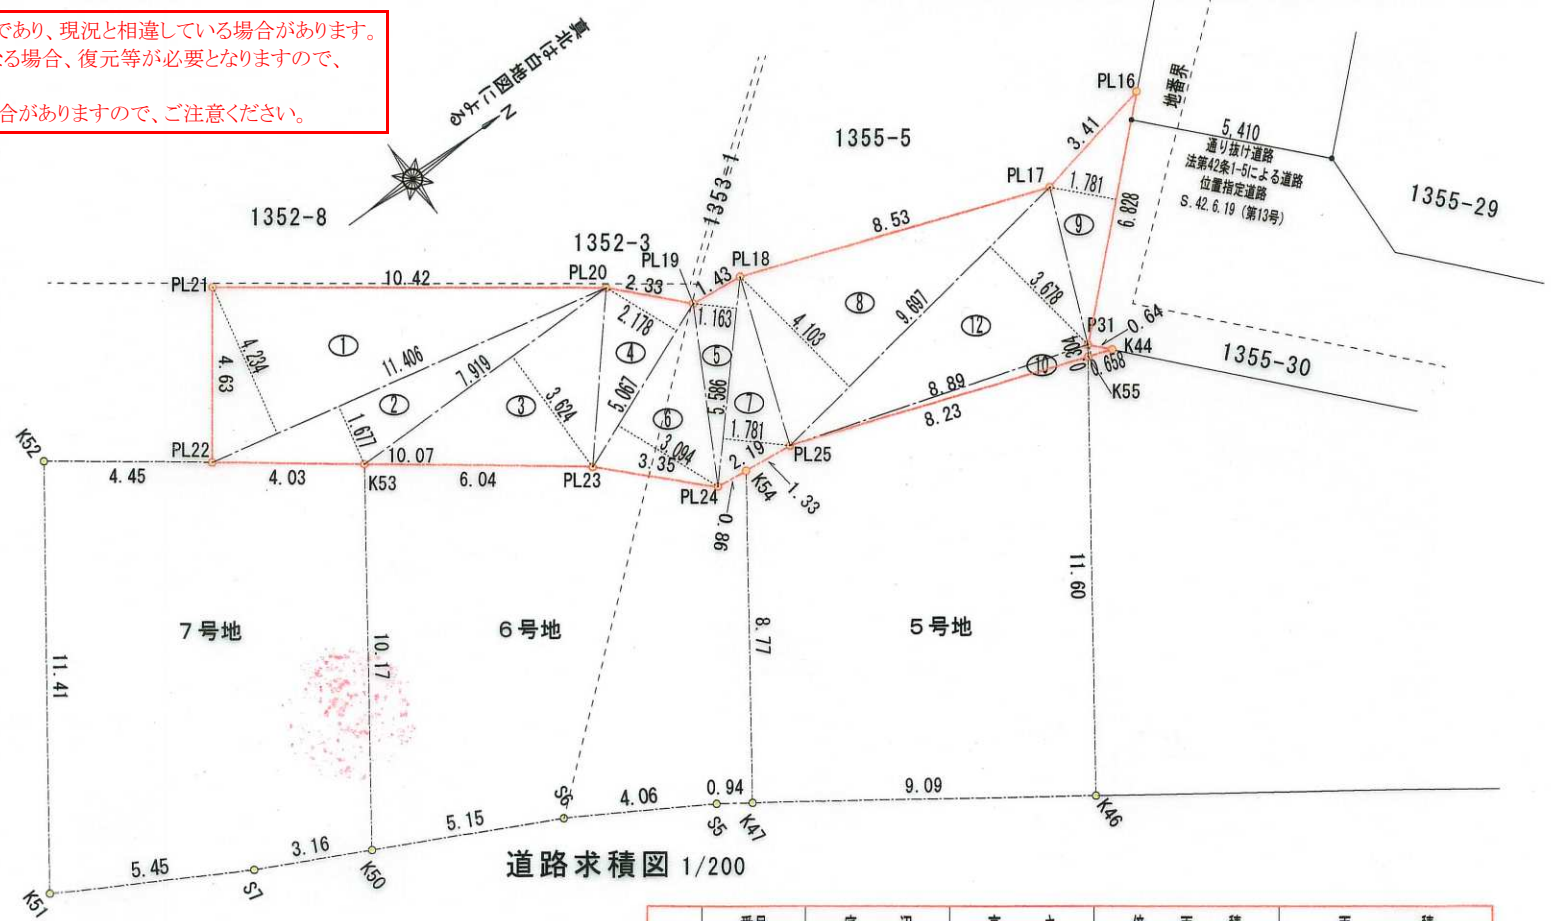 であり、現況と相違している場合があります。
る場合、復元等が必要となりますので、
合がありますので、ご注意ください。
真北は白地図による
N
1352-8
1352-3
1353-1
1355-5
地番界
5,410
通り抜け道路
法第42条1-5による道路
位置指定道路
S. 42. 6. 19 (第13号)
1355-29
1355-30
PL16
3.41
PL17
1.781
6.828
⑨
8.53
PL18
1.43
PL19
2.33
PL20
10.42
PL21
4.234
4.63
①
11.406
7.919
②
1.677
③
3.624
④
2.178
5.067
1.163
⑤
5.586
⑥
3.094
⑦
1.781
⑧
4.103
9.697
⑫
3.678
P31
0.64
K44
0.304
0.658
⑩
K55
8.89
8.23
PL25
2.19
1.33
K54
0.86
PL24
3.35
PL23
10.07
6.04
K53
4.03
PL22
4.45
K52
7号地
6号地
5号地
11.41
10.17
8.77
11.60
K51
5.45
S7
3.16
K50
5.15
S6
4.06
S5
0.94
K47
9.09
K46
道路求積図 1/200